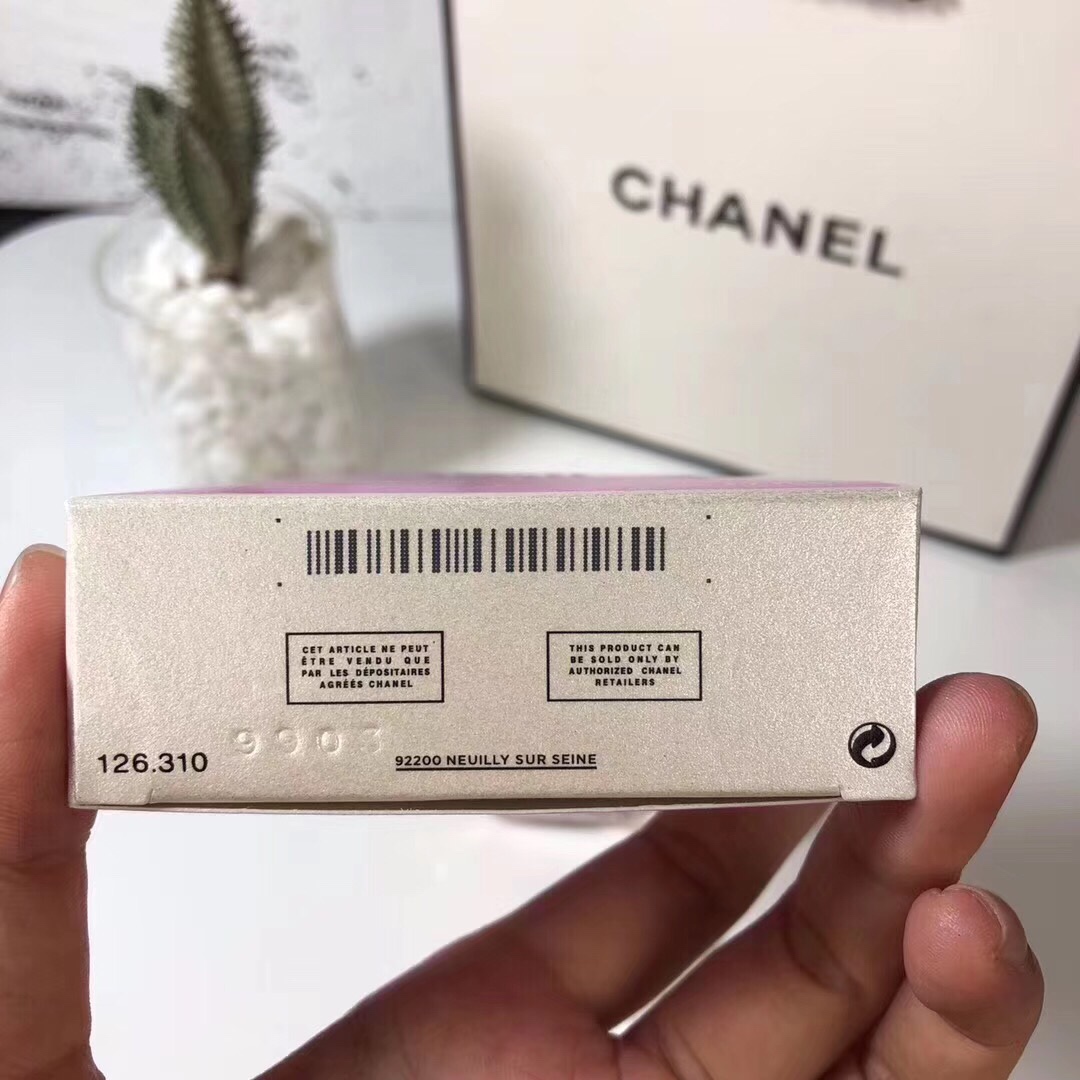 CHANEL
CET ARTICLE NE PEUT
ÊTRE VENDU QUE
PAR LES DÉPOSITAIRES
AGRÉÉS CHANEL
THIS PRODUCT CAN
BE SOLD ONLY BY
AUTHORIZED CHANEL
RETAILERS
9903
126.310
92200 NEUILLY SUR SEINE